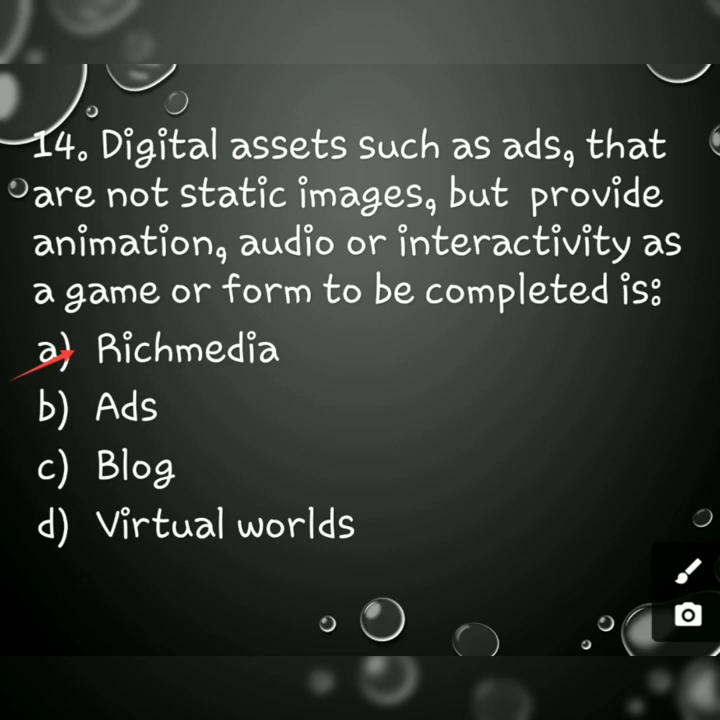 14. Digital assets such as ads, that
are not static images, but provide
animation, audio or interactivity as
a game or form to be completed is:
a) Richmedia
b) Ads
c) Blog
d) Virtual worlds